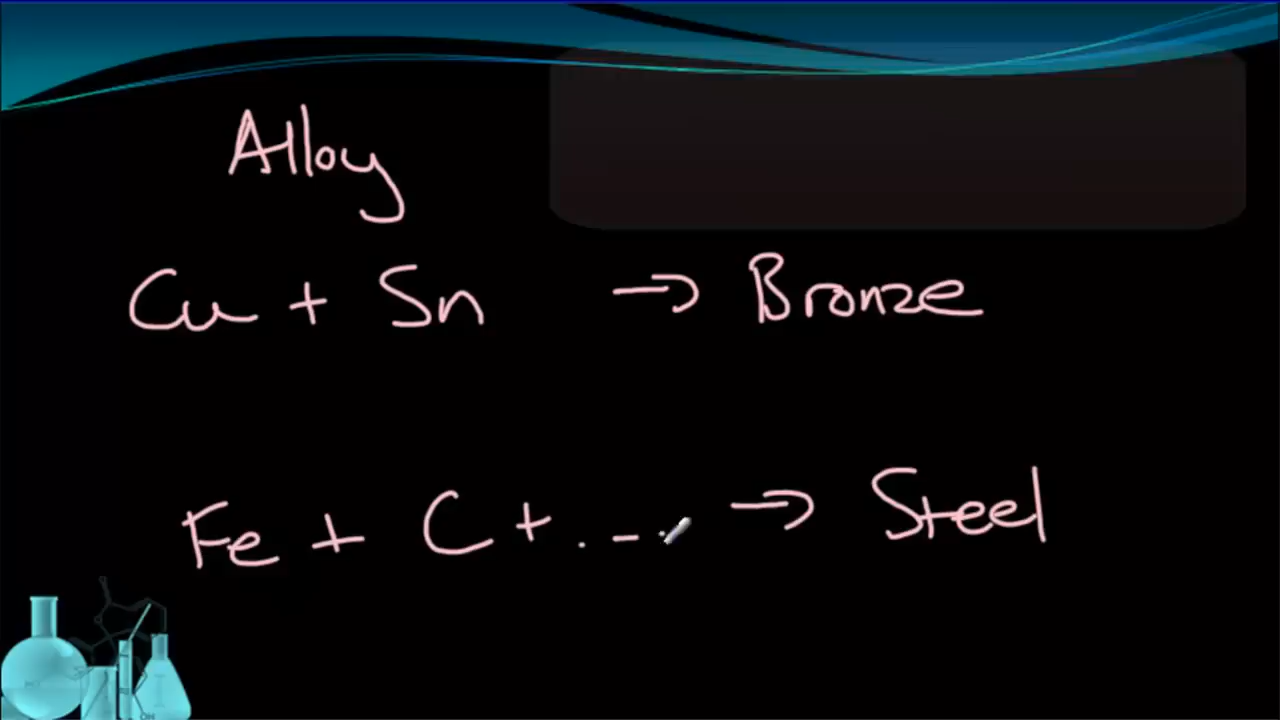 Alloy
Cu + Sn → Bronze
Fe + C + ... → Steel